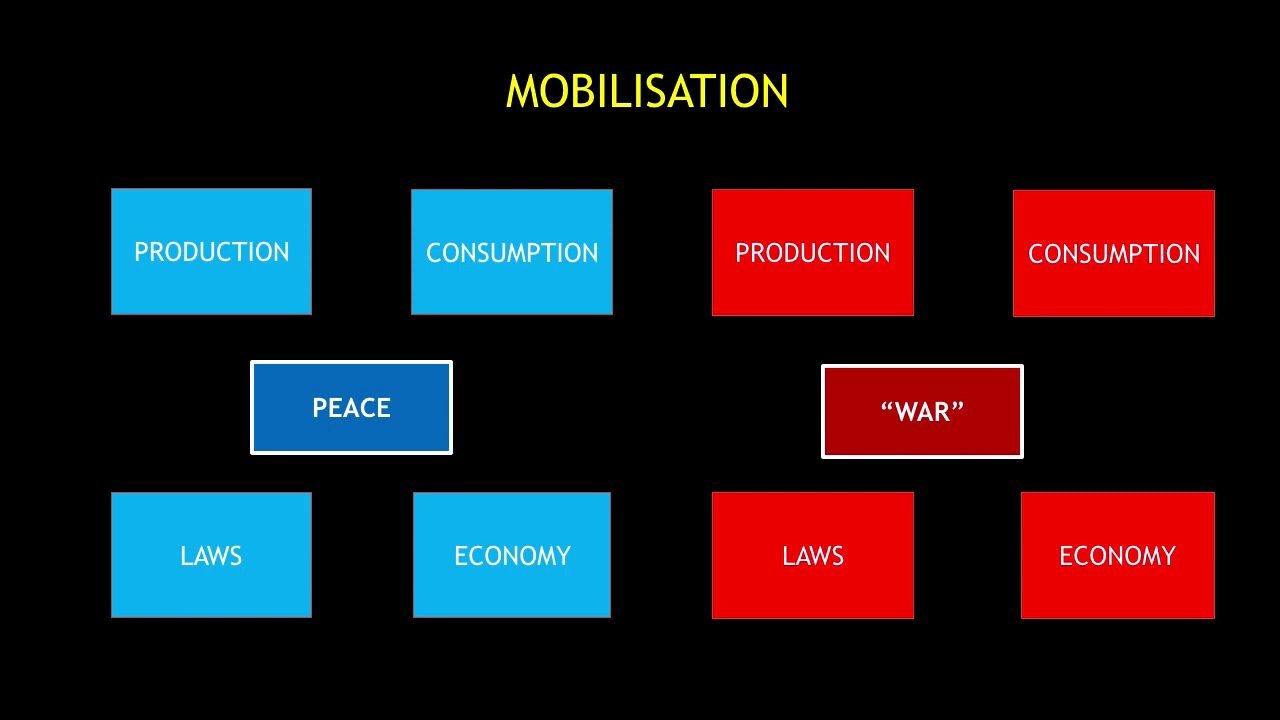 MOBILISATION
PRODUCTION
CONSUMPTION
PRODUCTION
CONSUMPTION
PEACE
“WAR”
LAWS
ECONOMY
LAWS
ECONOMY